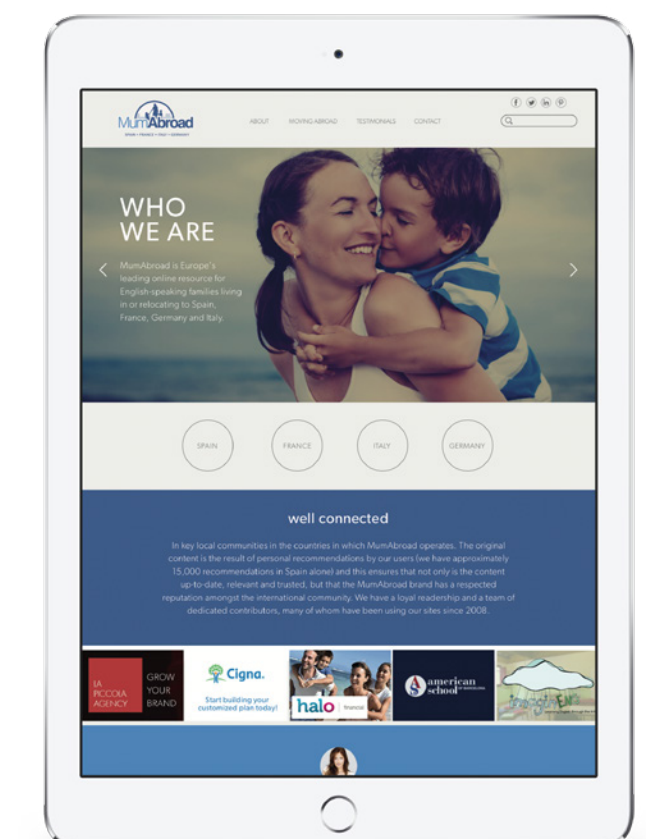 MumAbroad
SPAIN • FRANCE • ITALY • GERMANY
ABOUT
MOVING ABROAD
TESTIMONIALS
CONTACT
WHO
WE ARE
MumAbroad is Europe's
leading online resource for
English-speaking families living
in or relocating to Spain,
France, Germany and Italy.
SPAIN
FRANCE
ITALY
GERMANY
well connected
In key local communities in the countries in which MumAbroad operates. The original
content is the result of personal recommendations by our users (we have approximately
15,000 recommendations in Spain alone) and this ensures that not only is the content
up-to-date, relevant and trusted, but that the MumAbroad brand has a respected
reputation amongst the international community. We have a loyal readership and a team of
dedicated contributors, many of whom have been using our sites since 2008.
LA
PICCOLA
AGENCY
GROW
YOUR
BRAND
Cigna.
Start building your
customized plan today!
halo financial
american
school OF BARCELONA